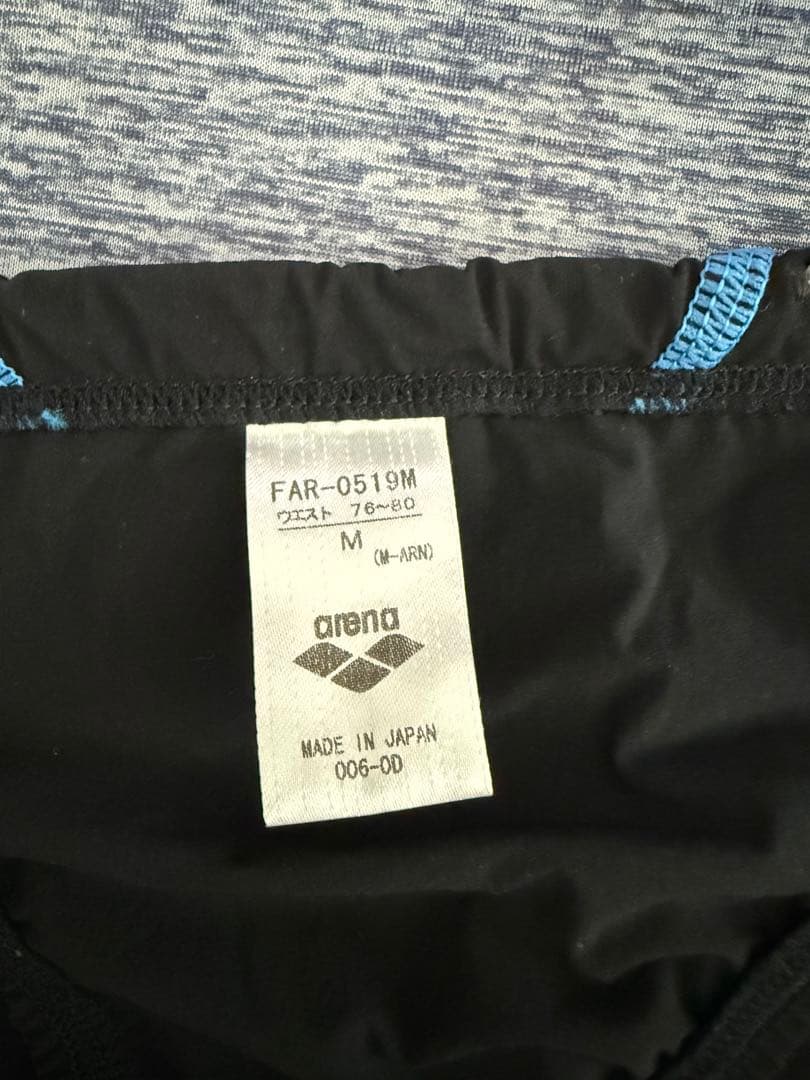 FAR-0519M
ウエスト 76~80
M
(M-ARN)
arena
MADE IN JAPAN
006-0D